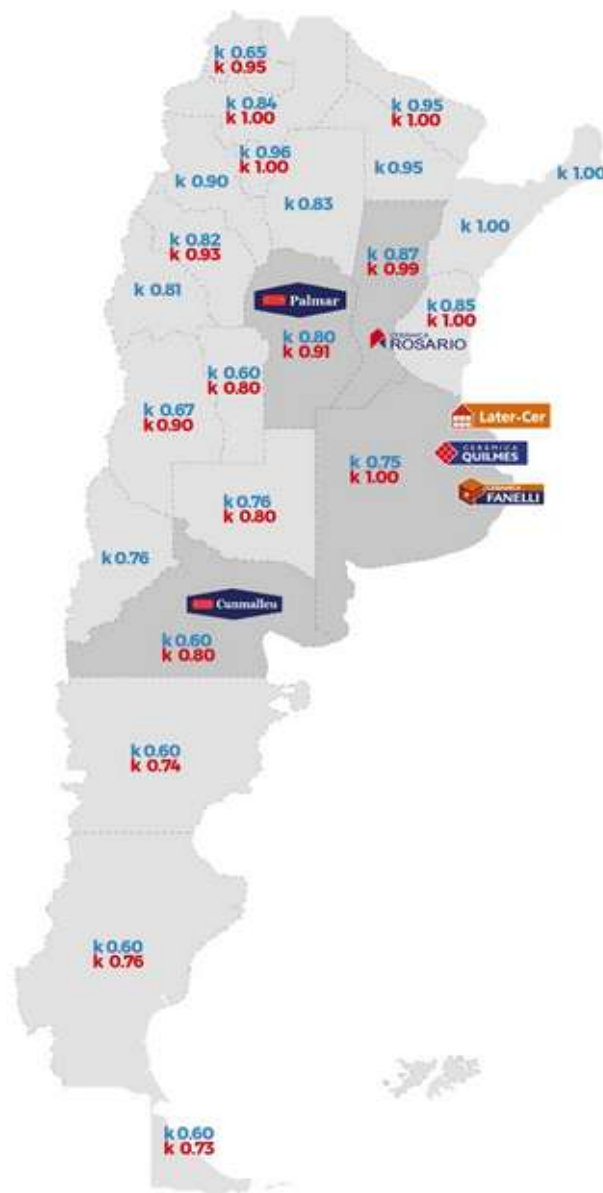 k 0.65
k 0.95
k 0.84
k 1.00
k 0.95
k 1.00
k 0.96
k 1.00
k 0.95
k 1.00
k 0.90
k 0.83
k 1.00
k 0.82
k 0.93
k 0.87
k 0.99
k 0.81
Palmar
k 0.85
k 1.00
k 0.80
k 0.91
CERAMICA
ROSARIO
k 0.60
k 0.80
k 0.67
k 0.90
Later-Cer
CERÁMICA
QUILMES
k 0.75
k 1.00
CERAMICA
FANELLI
k 0.76
k 0.80
k 0.76
Cunmalleu
k 0.60
k 0.80
k 0.60
k 0.74
k 0.60
k 0.76
k 0.60
k 0.73